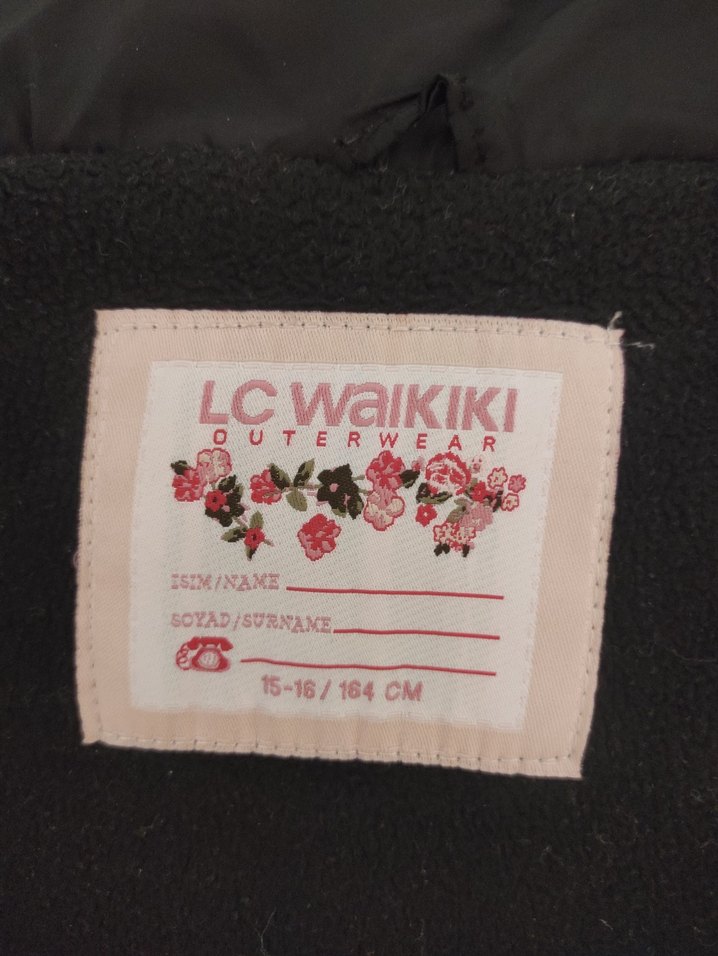 LC WAIKIKI
OUTERWEAR
ISIM/NAME
SOYAD/SURNAME
15-16 / 164 CM